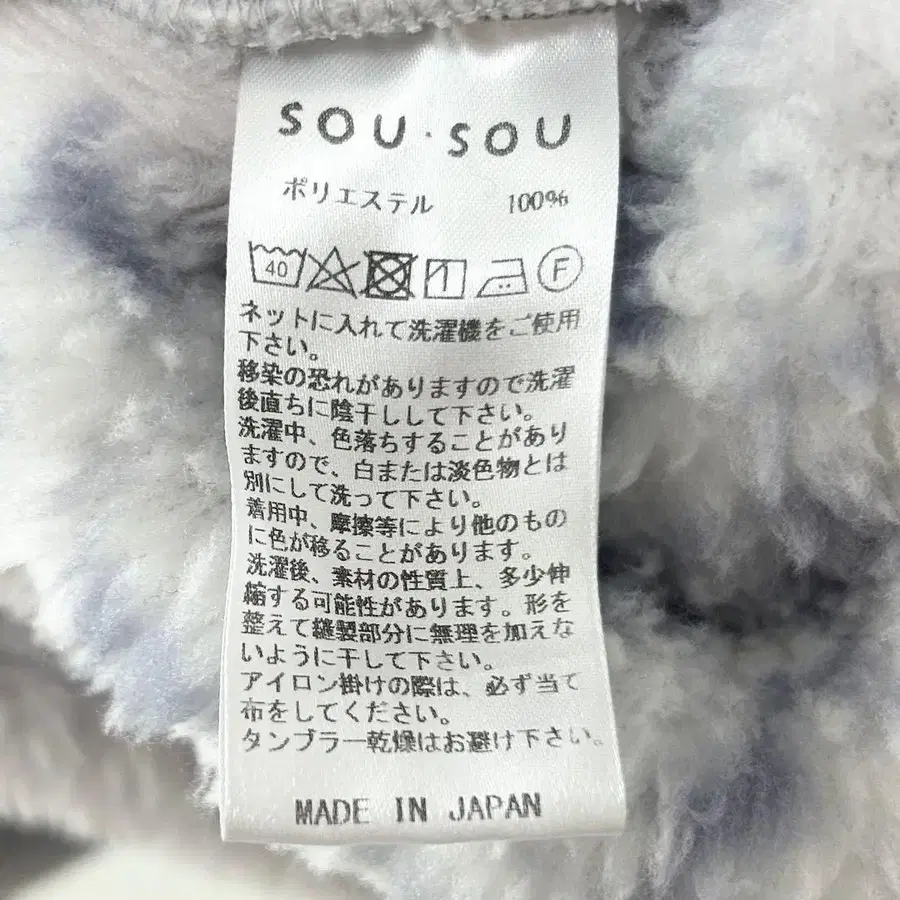 SOU・SOU
ポリエステル 100%
40 F
ネットに入れて洗濯機をご使用
下さい。
移染の恐れがありますので洗濯
後直ちに陰干しして下さい。
洗濯中、色落ちすることがあり
ますので、白または淡色物とは
別にして洗って下さい。
着用中、摩擦等により他のもの
に色が移ることがあります。
洗濯後、素材の性質上、多少伸
縮する可能性があります。形を
整えて縫製部分に無理を加えな
いように干して下さい。
アイロン掛けの際は、必ず当て
布をしてください。
タンブラー乾燥はお避け下さい。
MADE IN JAPAN